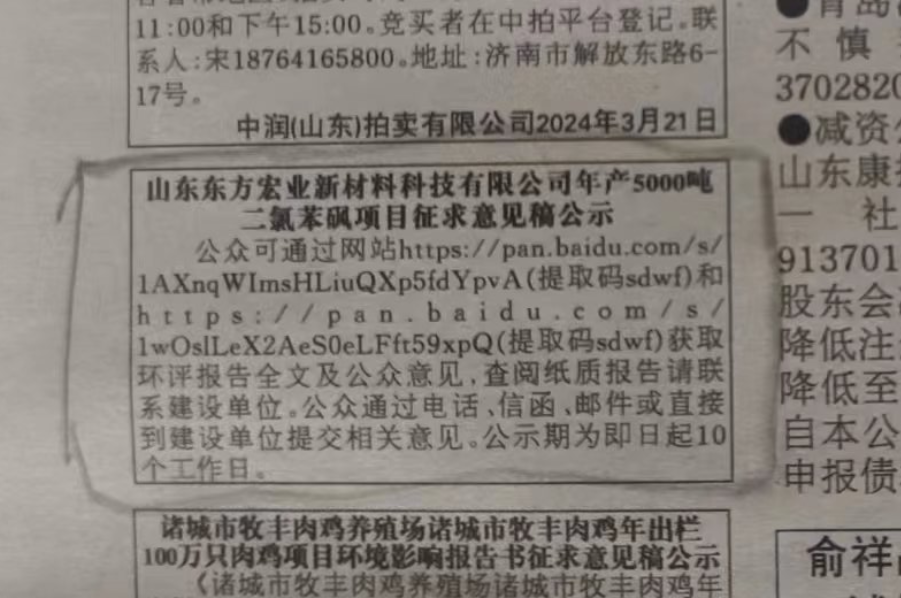 11:00和下午15:00。竞买者在中拍平台登记。联
系人:宋18764165800。地址:济南市解放东路6-
17号。
中润(山东)拍卖有限公司2024年3月21日
山东东方宏业新材料科技有限公司年产5000吨
二氯苯砜项目征求意见稿公示
公众可通过网站https://pan.baidu.com/s/
1AXnqWImsHLiuQXp5fdYpvA(提取码sdwf)和
https://pan.baidu.com/s/
1wOslLeX2AeS0eLFft59xpQ(提取码sdwf)获取
环评报告全文及公众意见,查阅纸质报告请联
系建设单位。公众通过电话、信函、邮件或直接
到建设单位提交相关意见。公示期为即日起10
个工作日。
诸城市牧丰肉鸡养殖场诸城市牧丰肉鸡年出栏
100万只肉鸡项目环境影响报告书征求意见稿公示
《诸城市牧丰肉鸡养殖场诸城市牧丰肉鸡年
●青岛
不慎
3702820
●减资公
山东康
一社
913701
股东会
降低注
降低至
自本公
申报债
俞祥